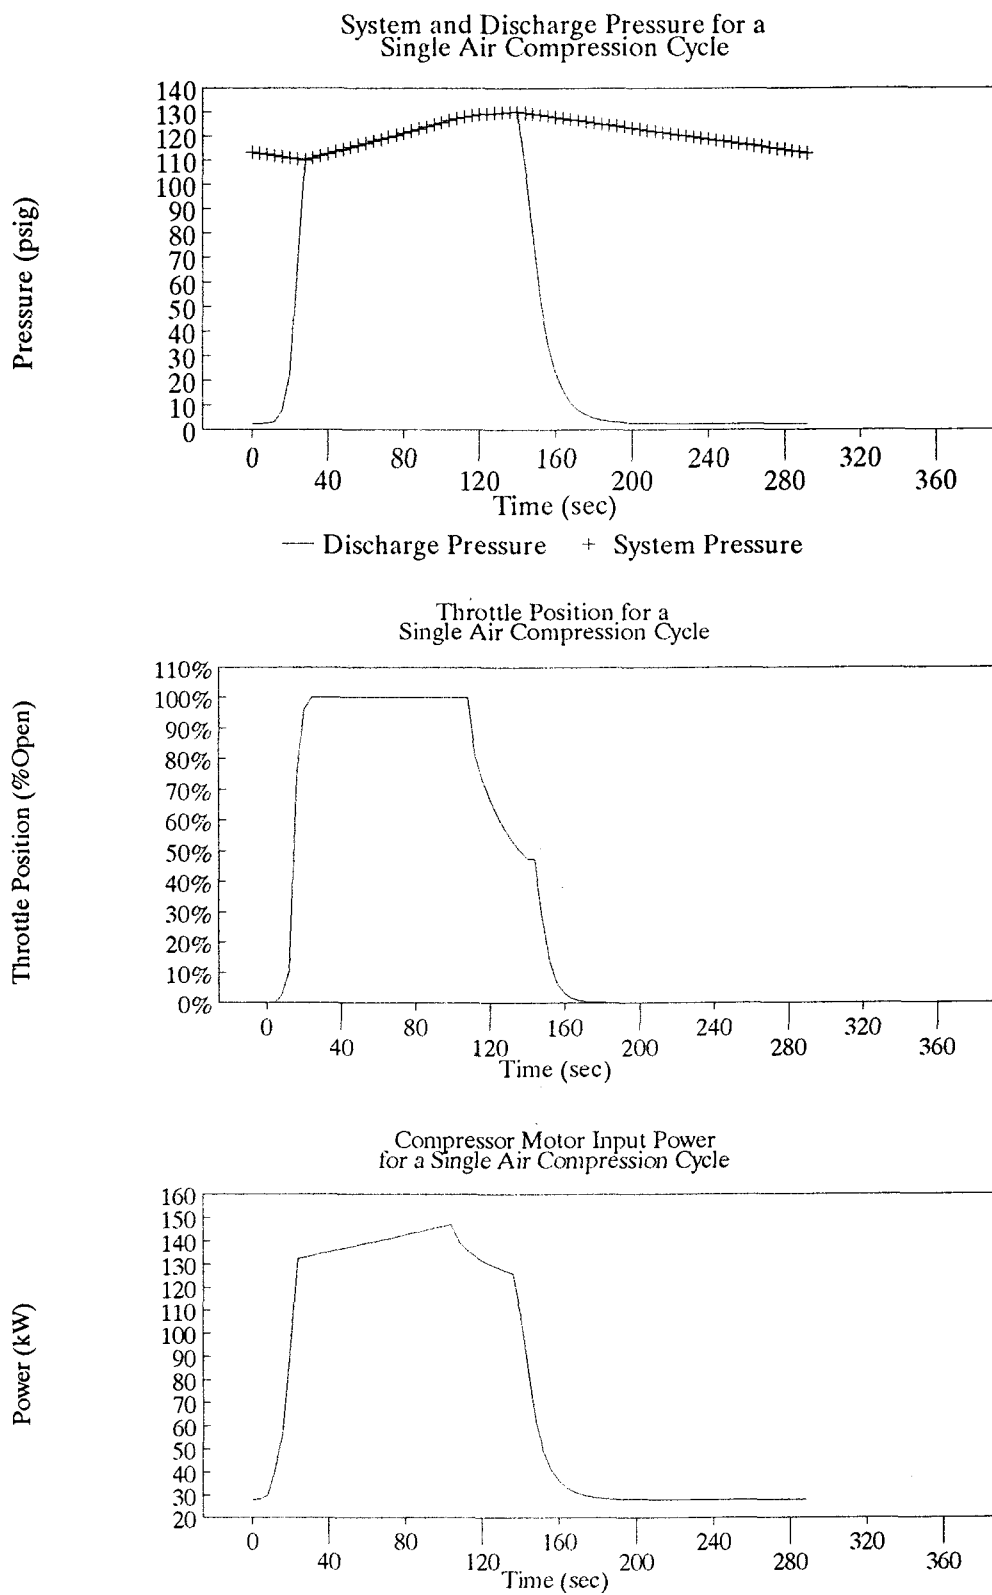 System and Discharge Pressure for a
Single Air Compression Cycle
Pressure (psig)
140
130
120
110
100
90
80
70
60
50
40
30
20
10
0
0 80 160 240 320
40 120 200 280 360
Time (sec)
— Discharge Pressure + System Pressure
Throttle Position for a
Single Air Compression Cycle
Throttle Position (%Open)
110%
100%
90%
80%
70%
60%
50%
40%
30%
20%
10%
0%
0 80 160 240 320
40 120 200 280 360
Time (sec)
Compressor Motor Input Power
for a Single Air Compression Cycle
Power (kW)
160
150
140
130
120
110
100
90
80
70
60
50
40
30
20
0 80 160 240 320
40 120 200 280 360
Time (sec)